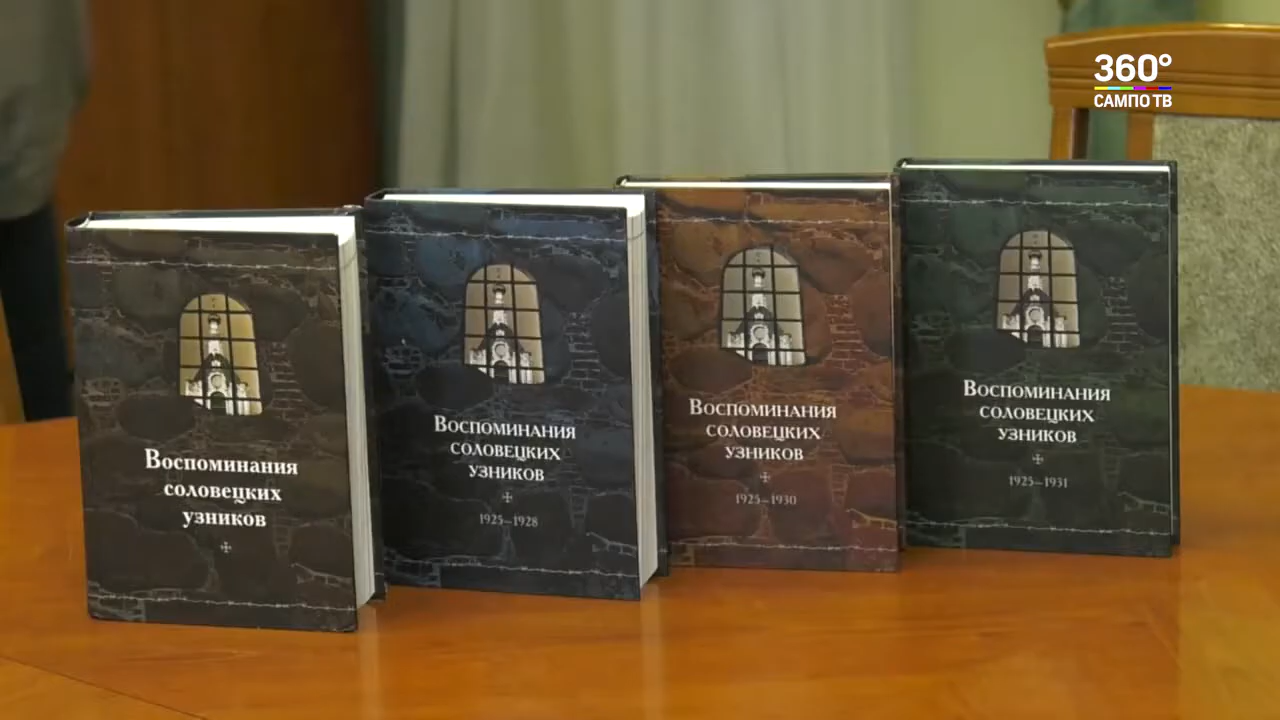 360°
САМПО ТВ
Воспоминания
соловецких
узников
Воспоминания
соловецких
узников
1925–1928
Воспоминания
соловецких
узников
1925–1930
Воспоминания
соловецких
узников
1925–1931